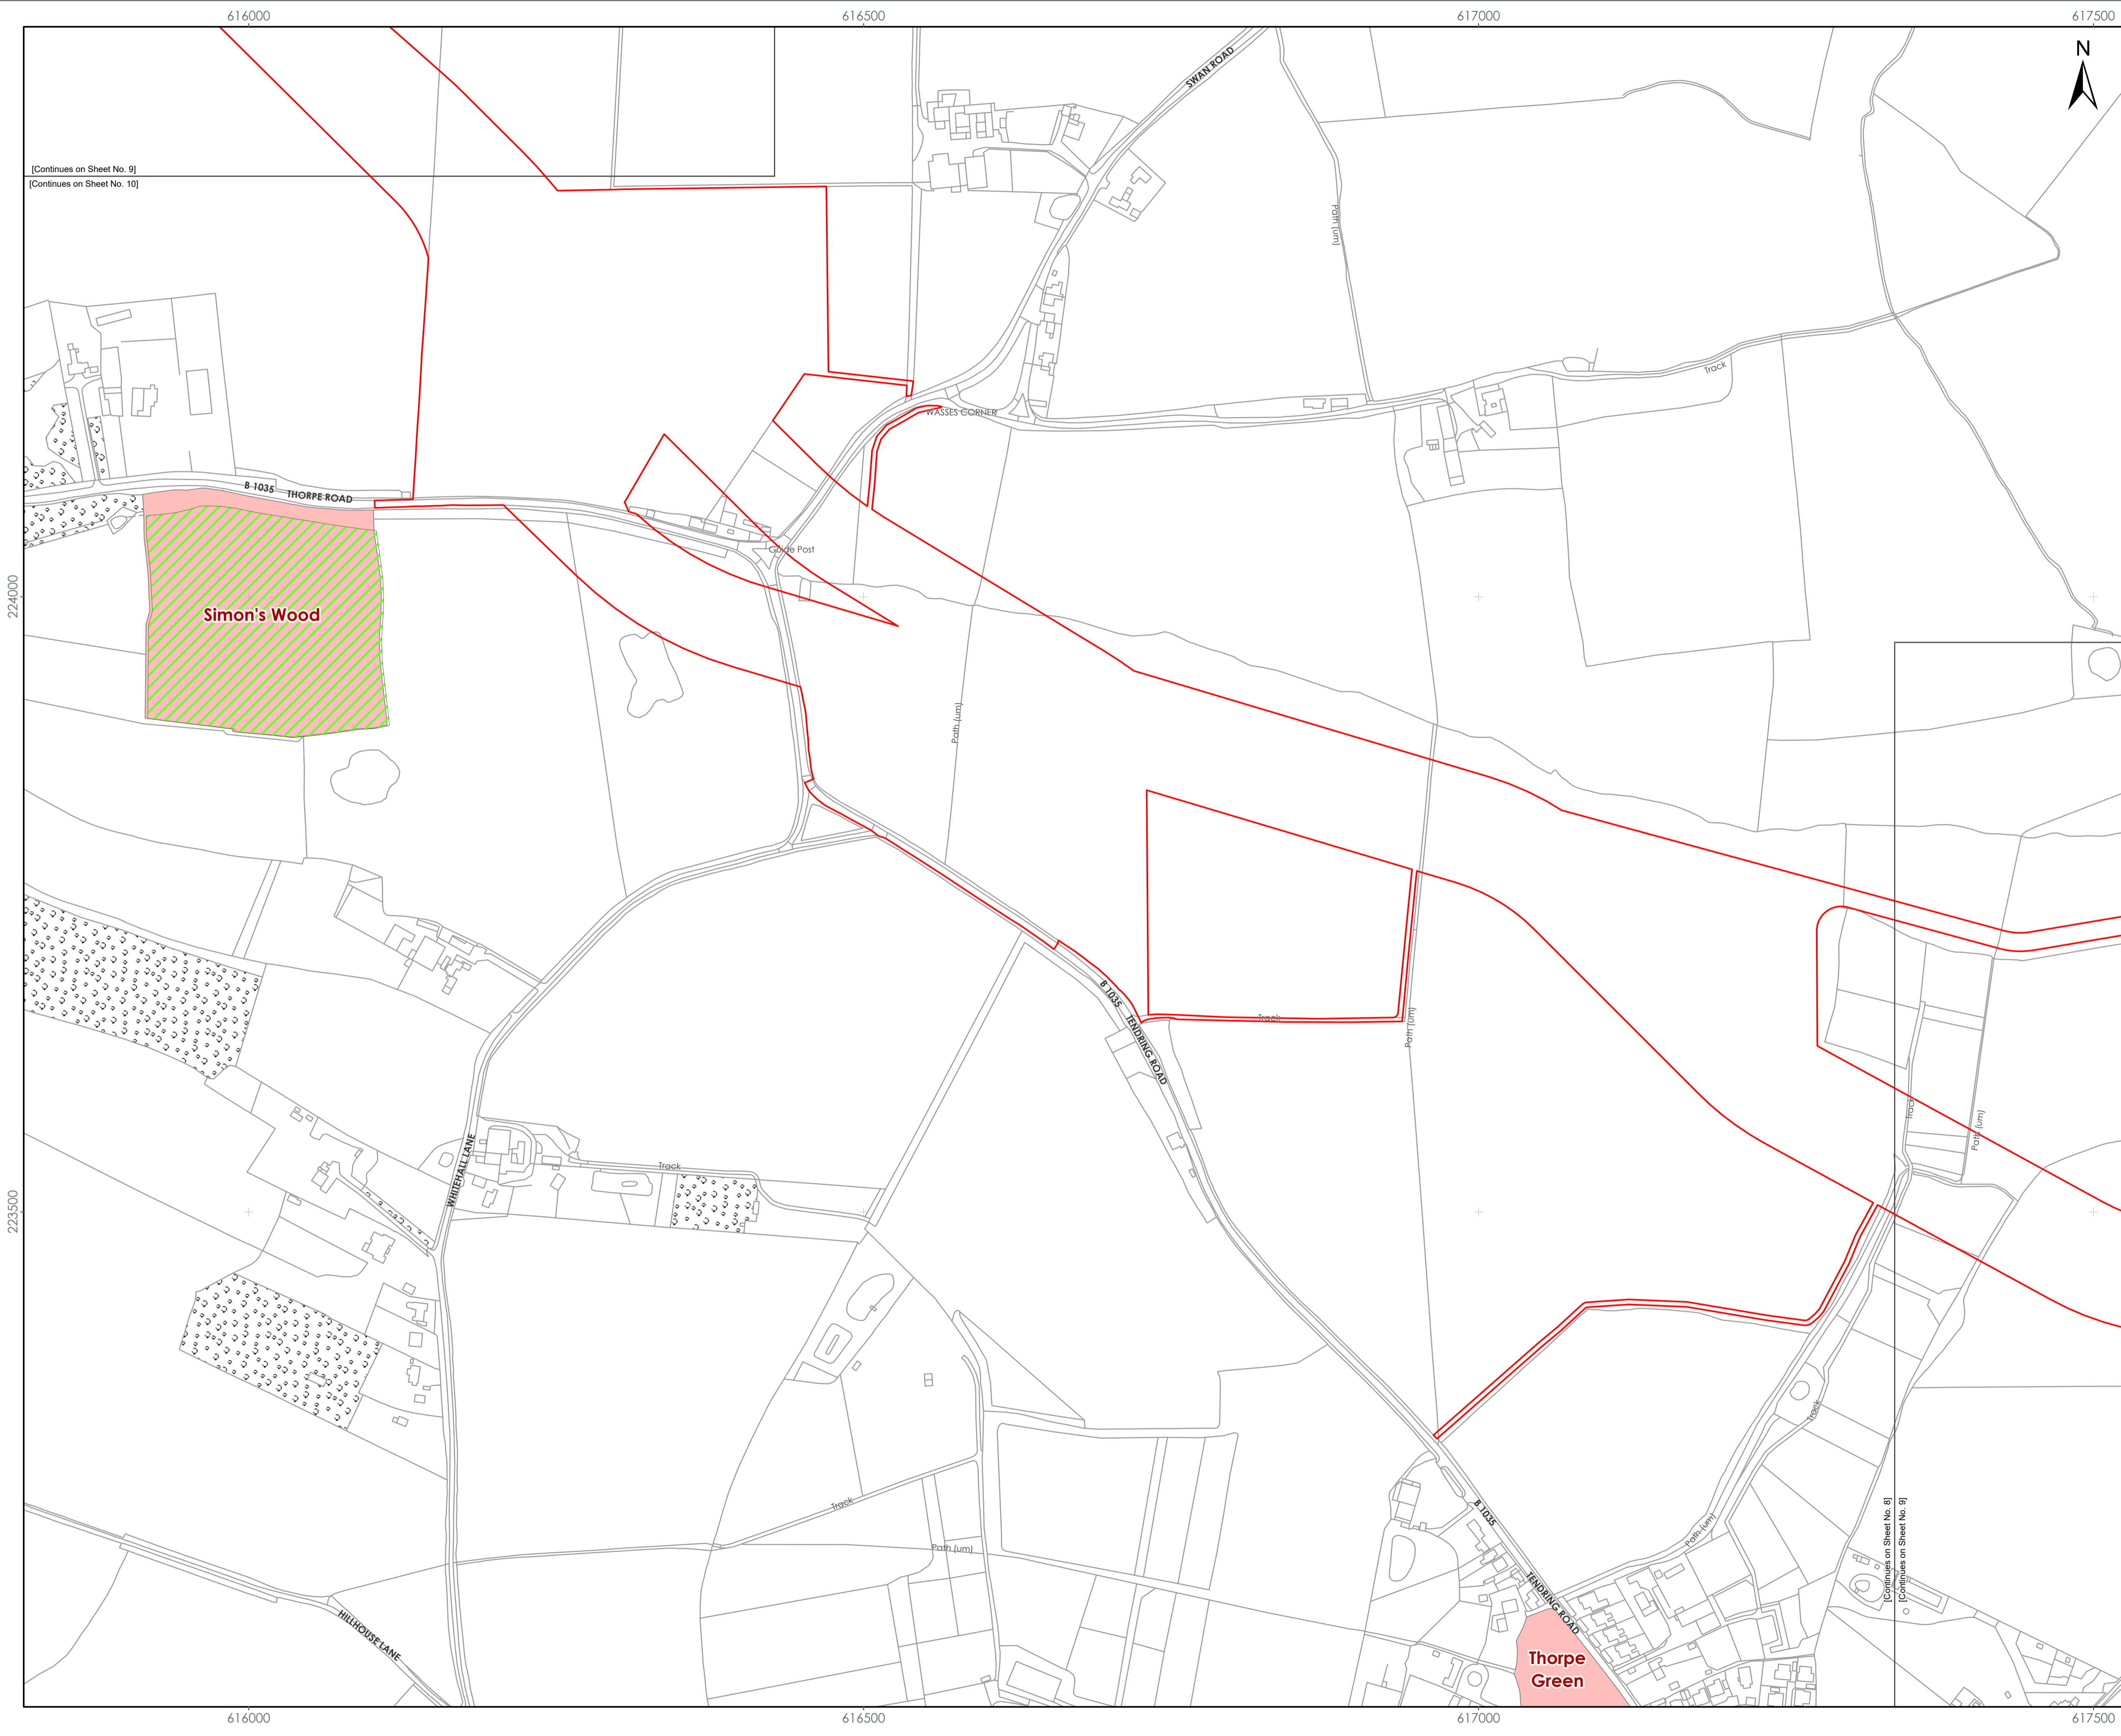 616000
616500
617000
617500
N
SWAN ROAD
[Continues on Sheet No. 9]
[Continues on Sheet No. 10]
Path (um)
Track
WASSES CORNER
B 1035
THORPE ROAD
Guide Post
224000
Simon's Wood
Path (um)
B 1035
TENDRING ROAD
Track
Path (um)
Track
Path (um)
WHITEHALL LANE
Track
223500
Track
Track
Path (um)
B 1035
Path (um)
[Continues on Sheet No. 8]
[Continues on Sheet No. 9]
TENDRING ROAD
HILLHOUSE LANE
Thorpe
Green
616000
616500
617000
617500